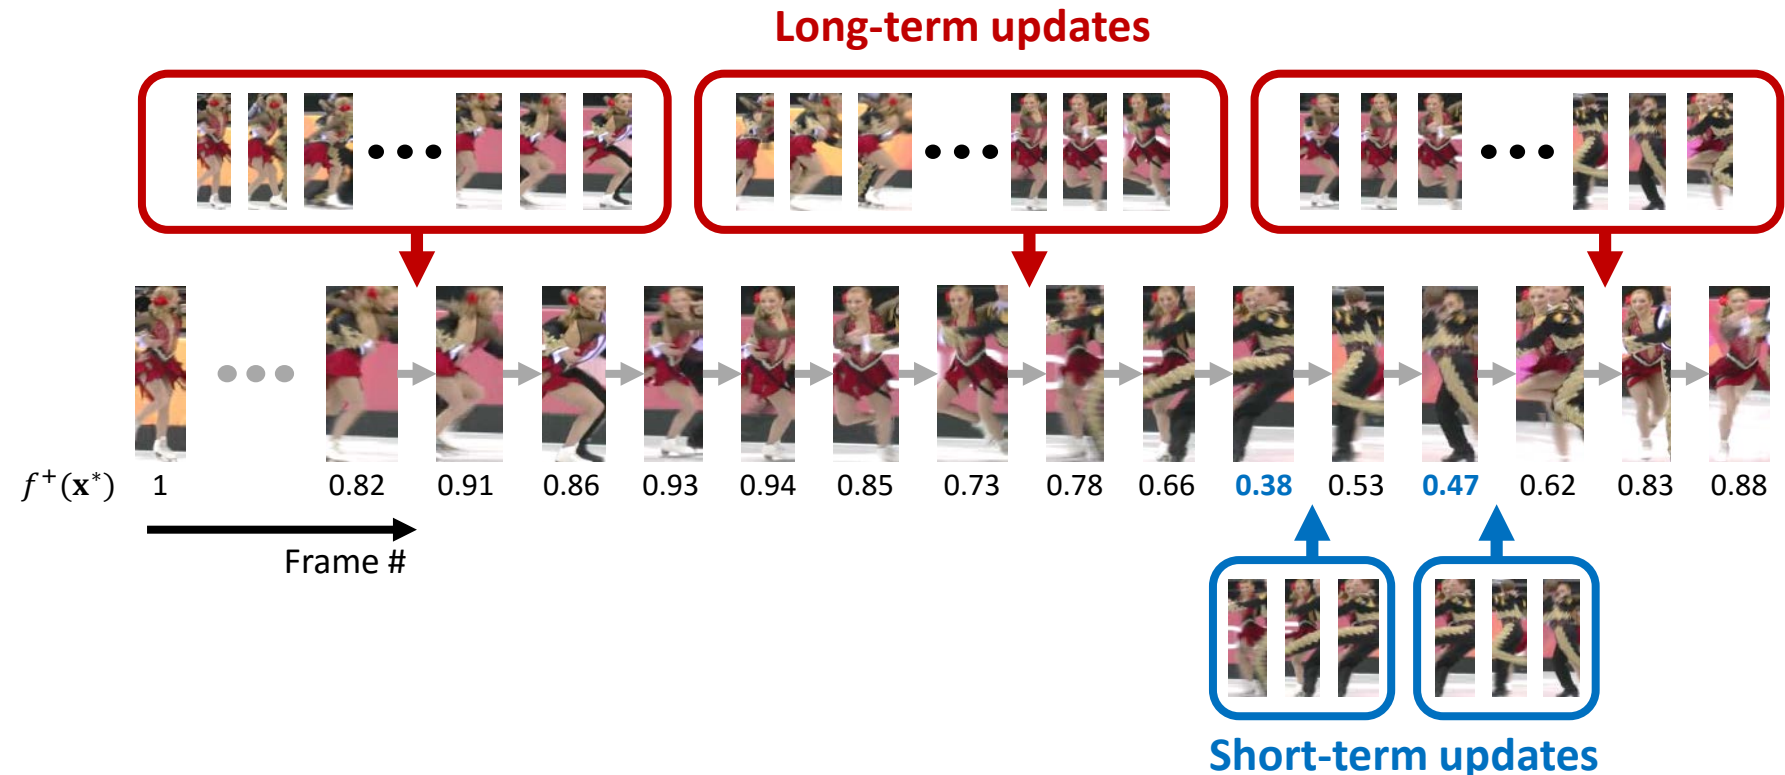 Long-term updates
f⁺(𝐱*) 1 0.82 0.91 0.86 0.93 0.94 0.85 0.73 0.78 0.66 0.38 0.53 0.47 0.62 0.83 0.88
Frame #
Short-term updates